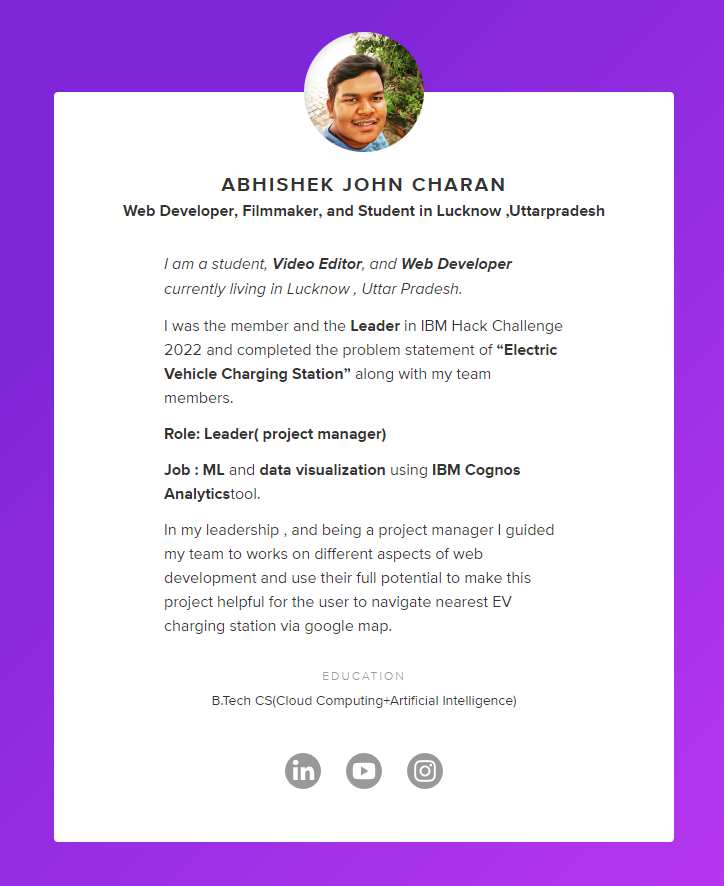 ABHISHEK JOHN CHARAN
Web Developer, Filmmaker, and Student in Lucknow ,Uttarpradesh
I am a student, Video Editor, and Web Developer
currently living in Lucknow , Uttar Pradesh.
I was the member and the Leader in IBM Hack Challenge
2022 and completed the problem statement of “Electric
Vehicle Charging Station” along with my team
members.
Role: Leader( project manager)
Job : ML and data visualization using IBM Cognos
Analyticstool.
In my leadership , and being a project manager I guided
my team to works on different aspects of web
development and use their full potential to make this
project helpful for the user to navigate nearest EV
charging station via google map.
EDUCATION
B.Tech CS(Cloud Computing+Artificial Intelligence)
in